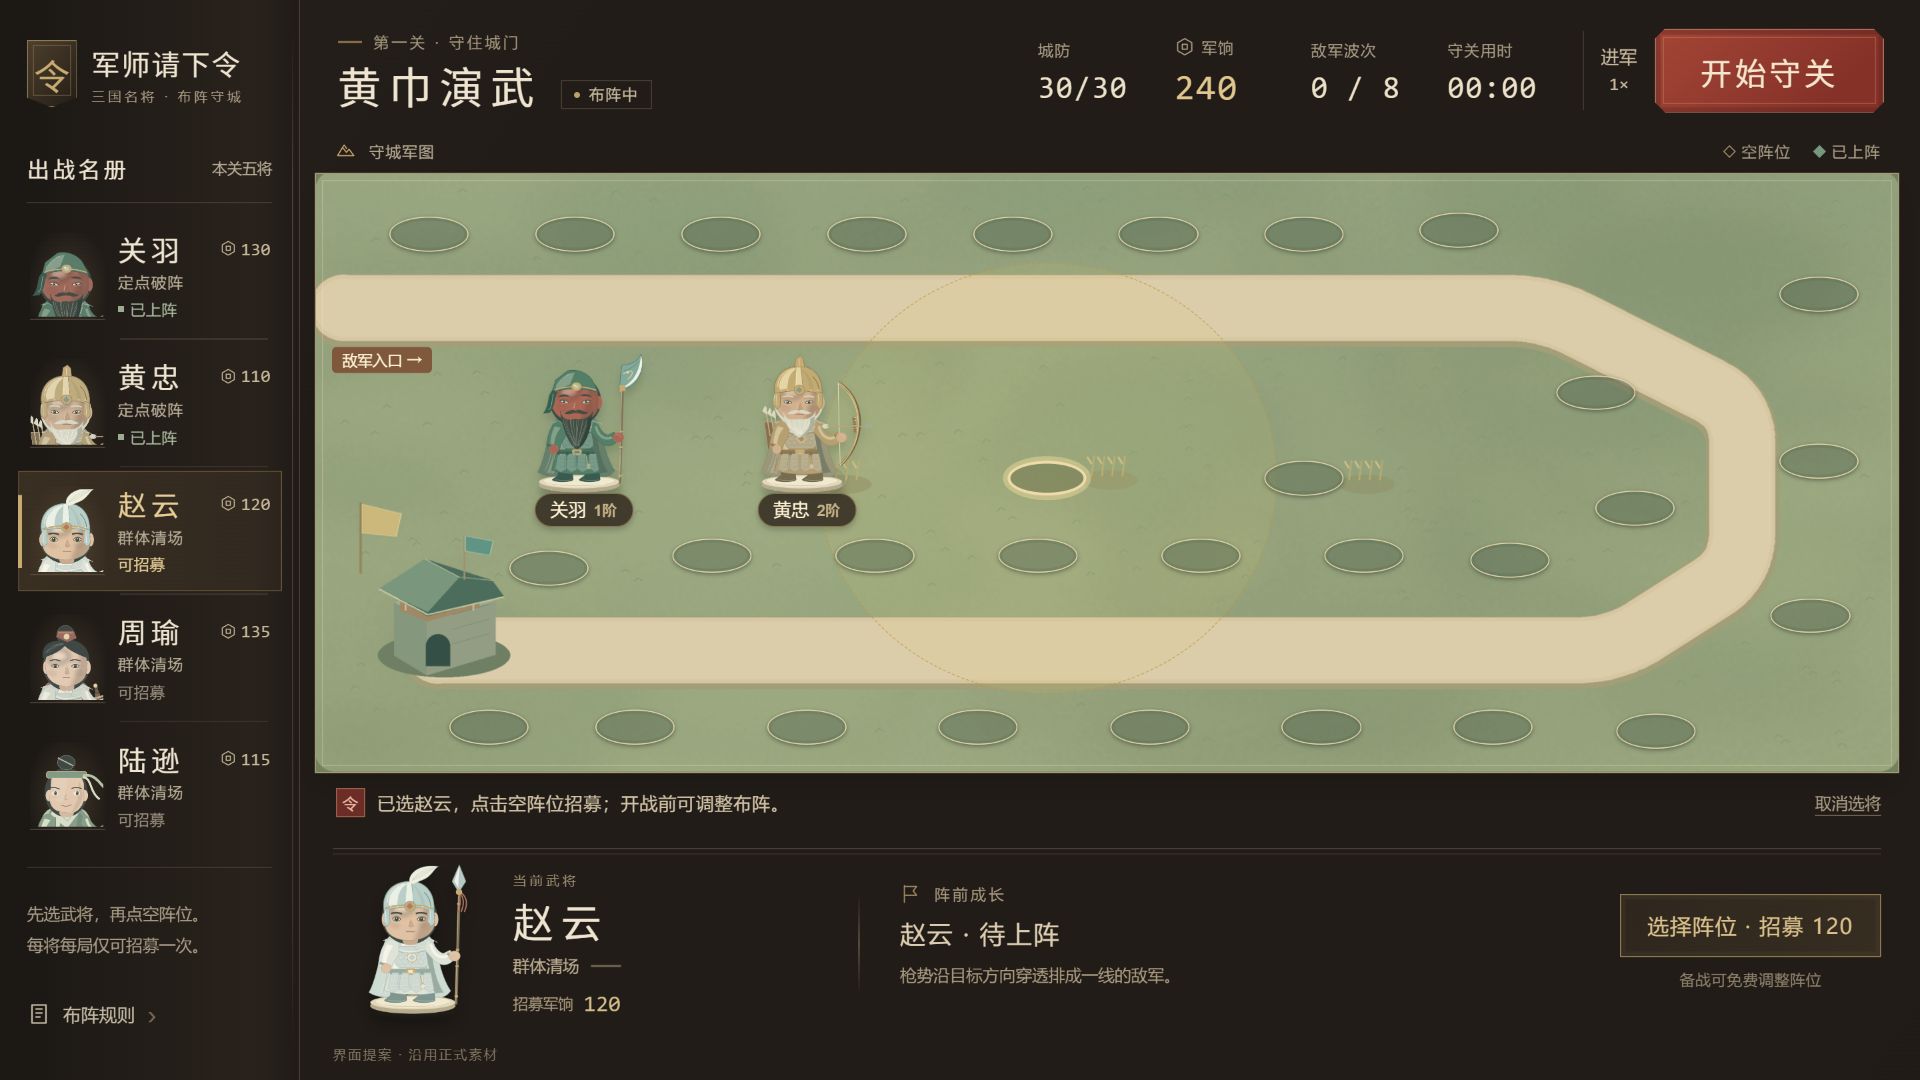 令
军师请下令
三国名将 · 布阵守城
出战名册
本关五将
关羽
130
定点破阵
已上阵
黄忠
110
定点破阵
已上阵
赵云
120
群体清场
可招募
周瑜
135
群体清场
可招募
陆逊
115
群体清场
可招募
先选武将，再点空阵位。
每将每局仅可招募一次。
布阵规则 ›
第一关 · 守住城门
黄巾演武
布阵中
城防
30/30
军饷
240
敌军波次
0 / 8
守关用时
00:00
进军
1×
开始守关
守城军图
空阵位
已上阵
敌军入口 →
关羽 1阶
黄忠 2阶
令
已选赵云，点击空阵位招募；开战前可调整布阵。
取消选将
当前武将
赵云
群体清场
招募军饷 120
阵前成长
赵云 · 待上阵
枪势沿目标方向穿透排成一线的敌军。
选择阵位 · 招募 120
备战可免费调整阵位
界面提案 · 沿用正式素材